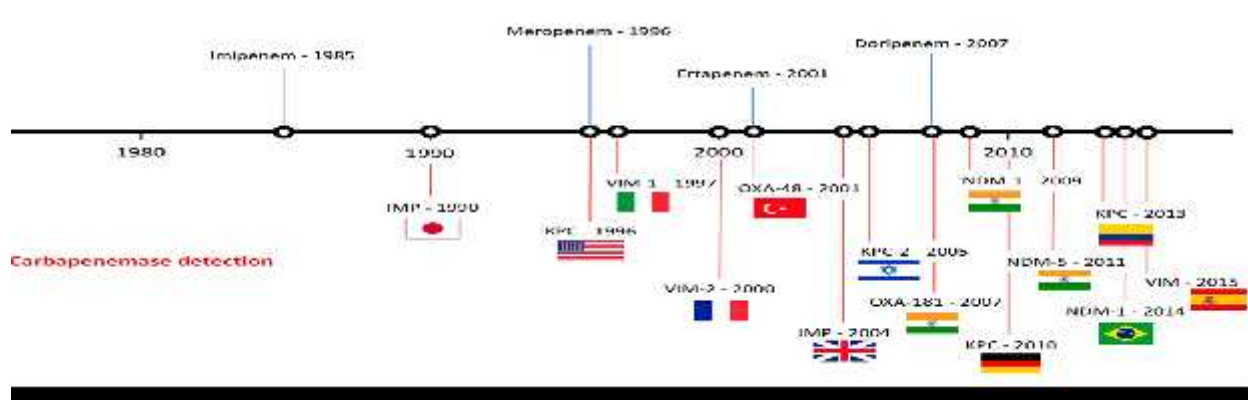 Meropenem - 1996
Doripenem - 2007
Imipenem - 1985
Ertapenem - 2001
1980
1990
2000
2010
VIM-1 - 1997
OXA-48 - 2001
NDM-1 - 2009
IMP - 1990
KPC - 2013
KPC - 1996
KPC-2 - 2005
Carbapenemase detection
NDM-5 - 2011
VIM-2 - 2000
VIM - 2015
OXA-181 - 2007
NDM-1 - 2014
IMP - 2004
KPC - 2010